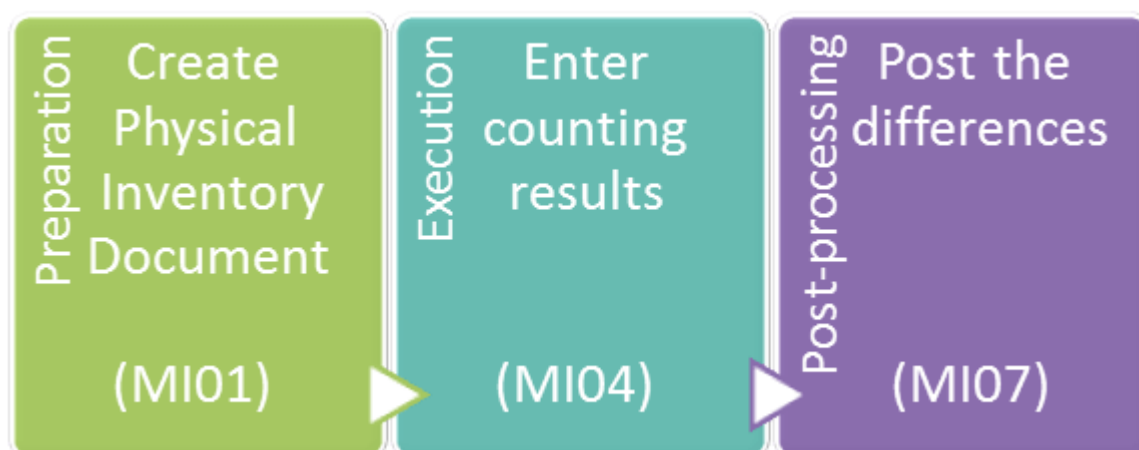 Preparation
Create
Physical
Inventory
Document
(MI01)
Execution
Enter
counting
results
(MI04)
Post-processing
Post the
differences
(MI07)